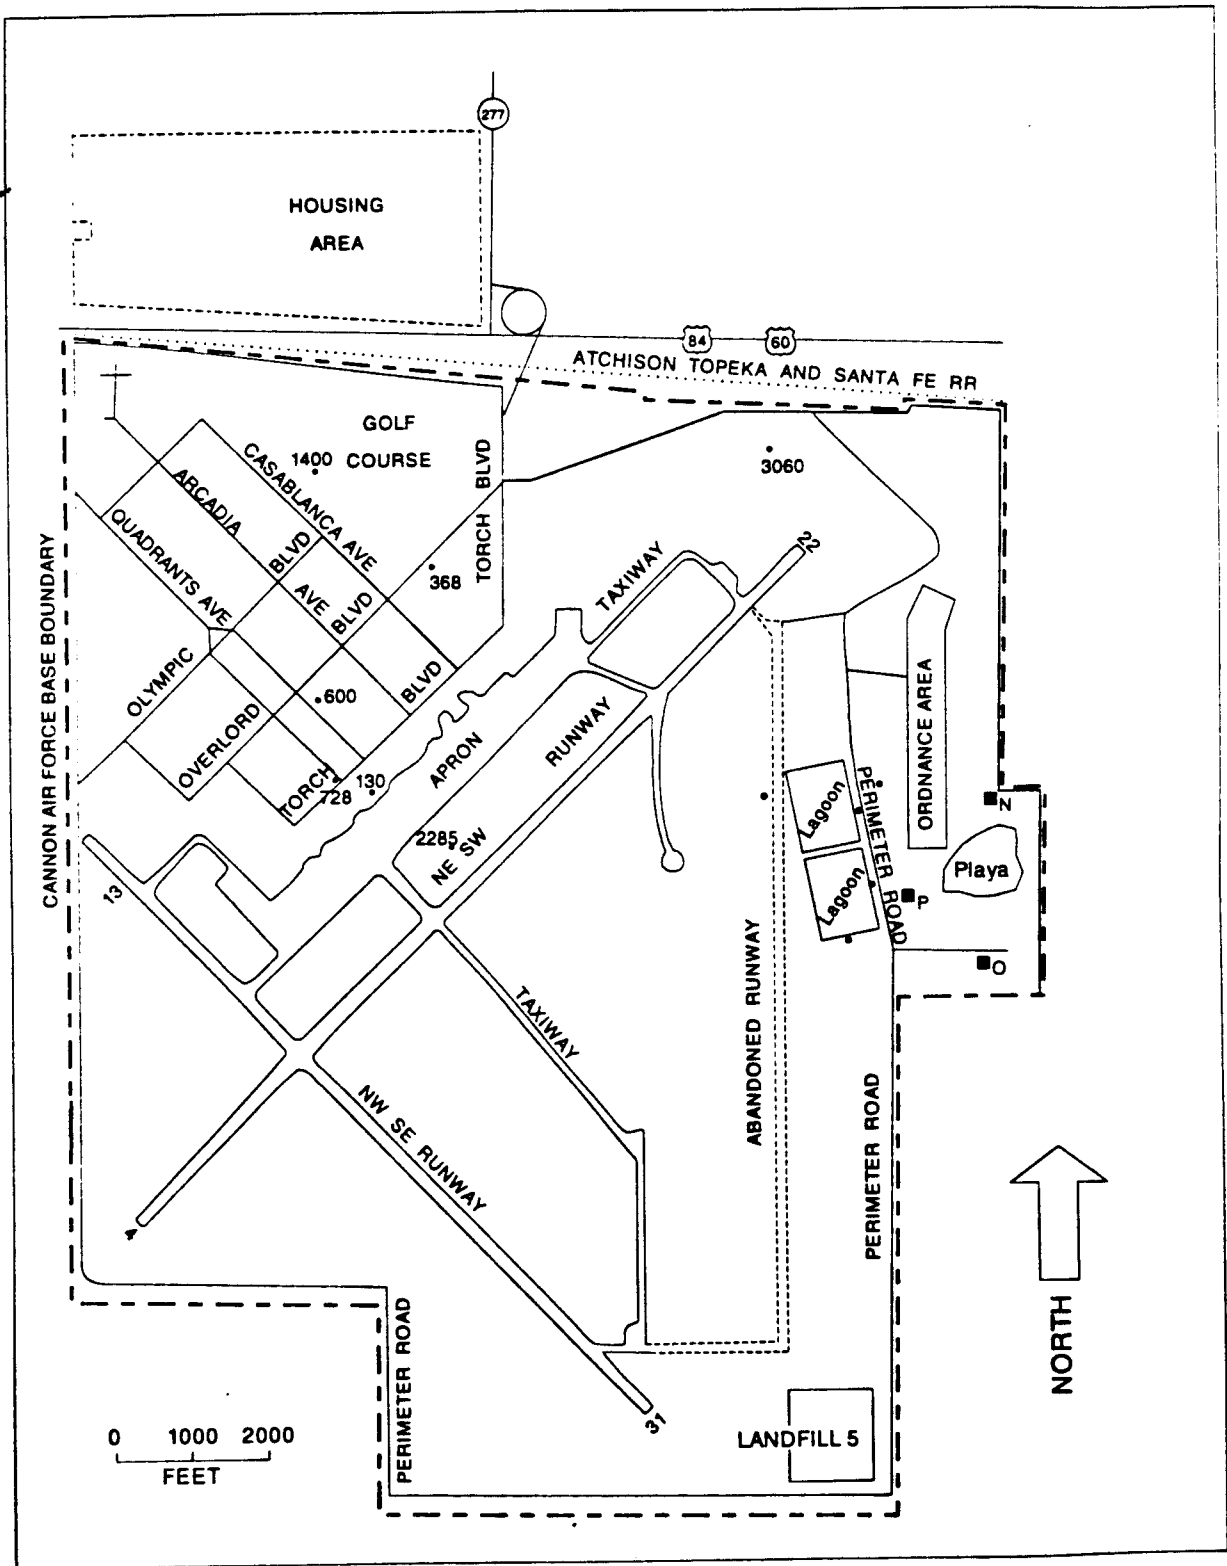 277
HOUSING
AREA
84
60
ATCHISON TOPEKA AND SANTA FE RR
GOLF
COURSE
1400
CASABLANCA AVE
ARCADIA
AVE
QUADRANTS AVE
BLVD
BLVD
TORCH BLVD
3060
368
22
TAXIWAY
CANNON AIR FORCE BASE BOUNDARY
OLYMPIC
600
BLVD
OVERLORD
APRON
RUNWAY
ORDNANCE AREA
TORCH
728
130
Lagoon
PERIMETER ROAD
N
2285
NE SW
Playa
13
Lagoon
P
O
TAXIWAY
ABANDONED RUNWAY
NW SE RUNWAY
PERIMETER ROAD
4
NORTH
PERIMETER ROAD
31
0 1000 2000
FEET
LANDFILL 5